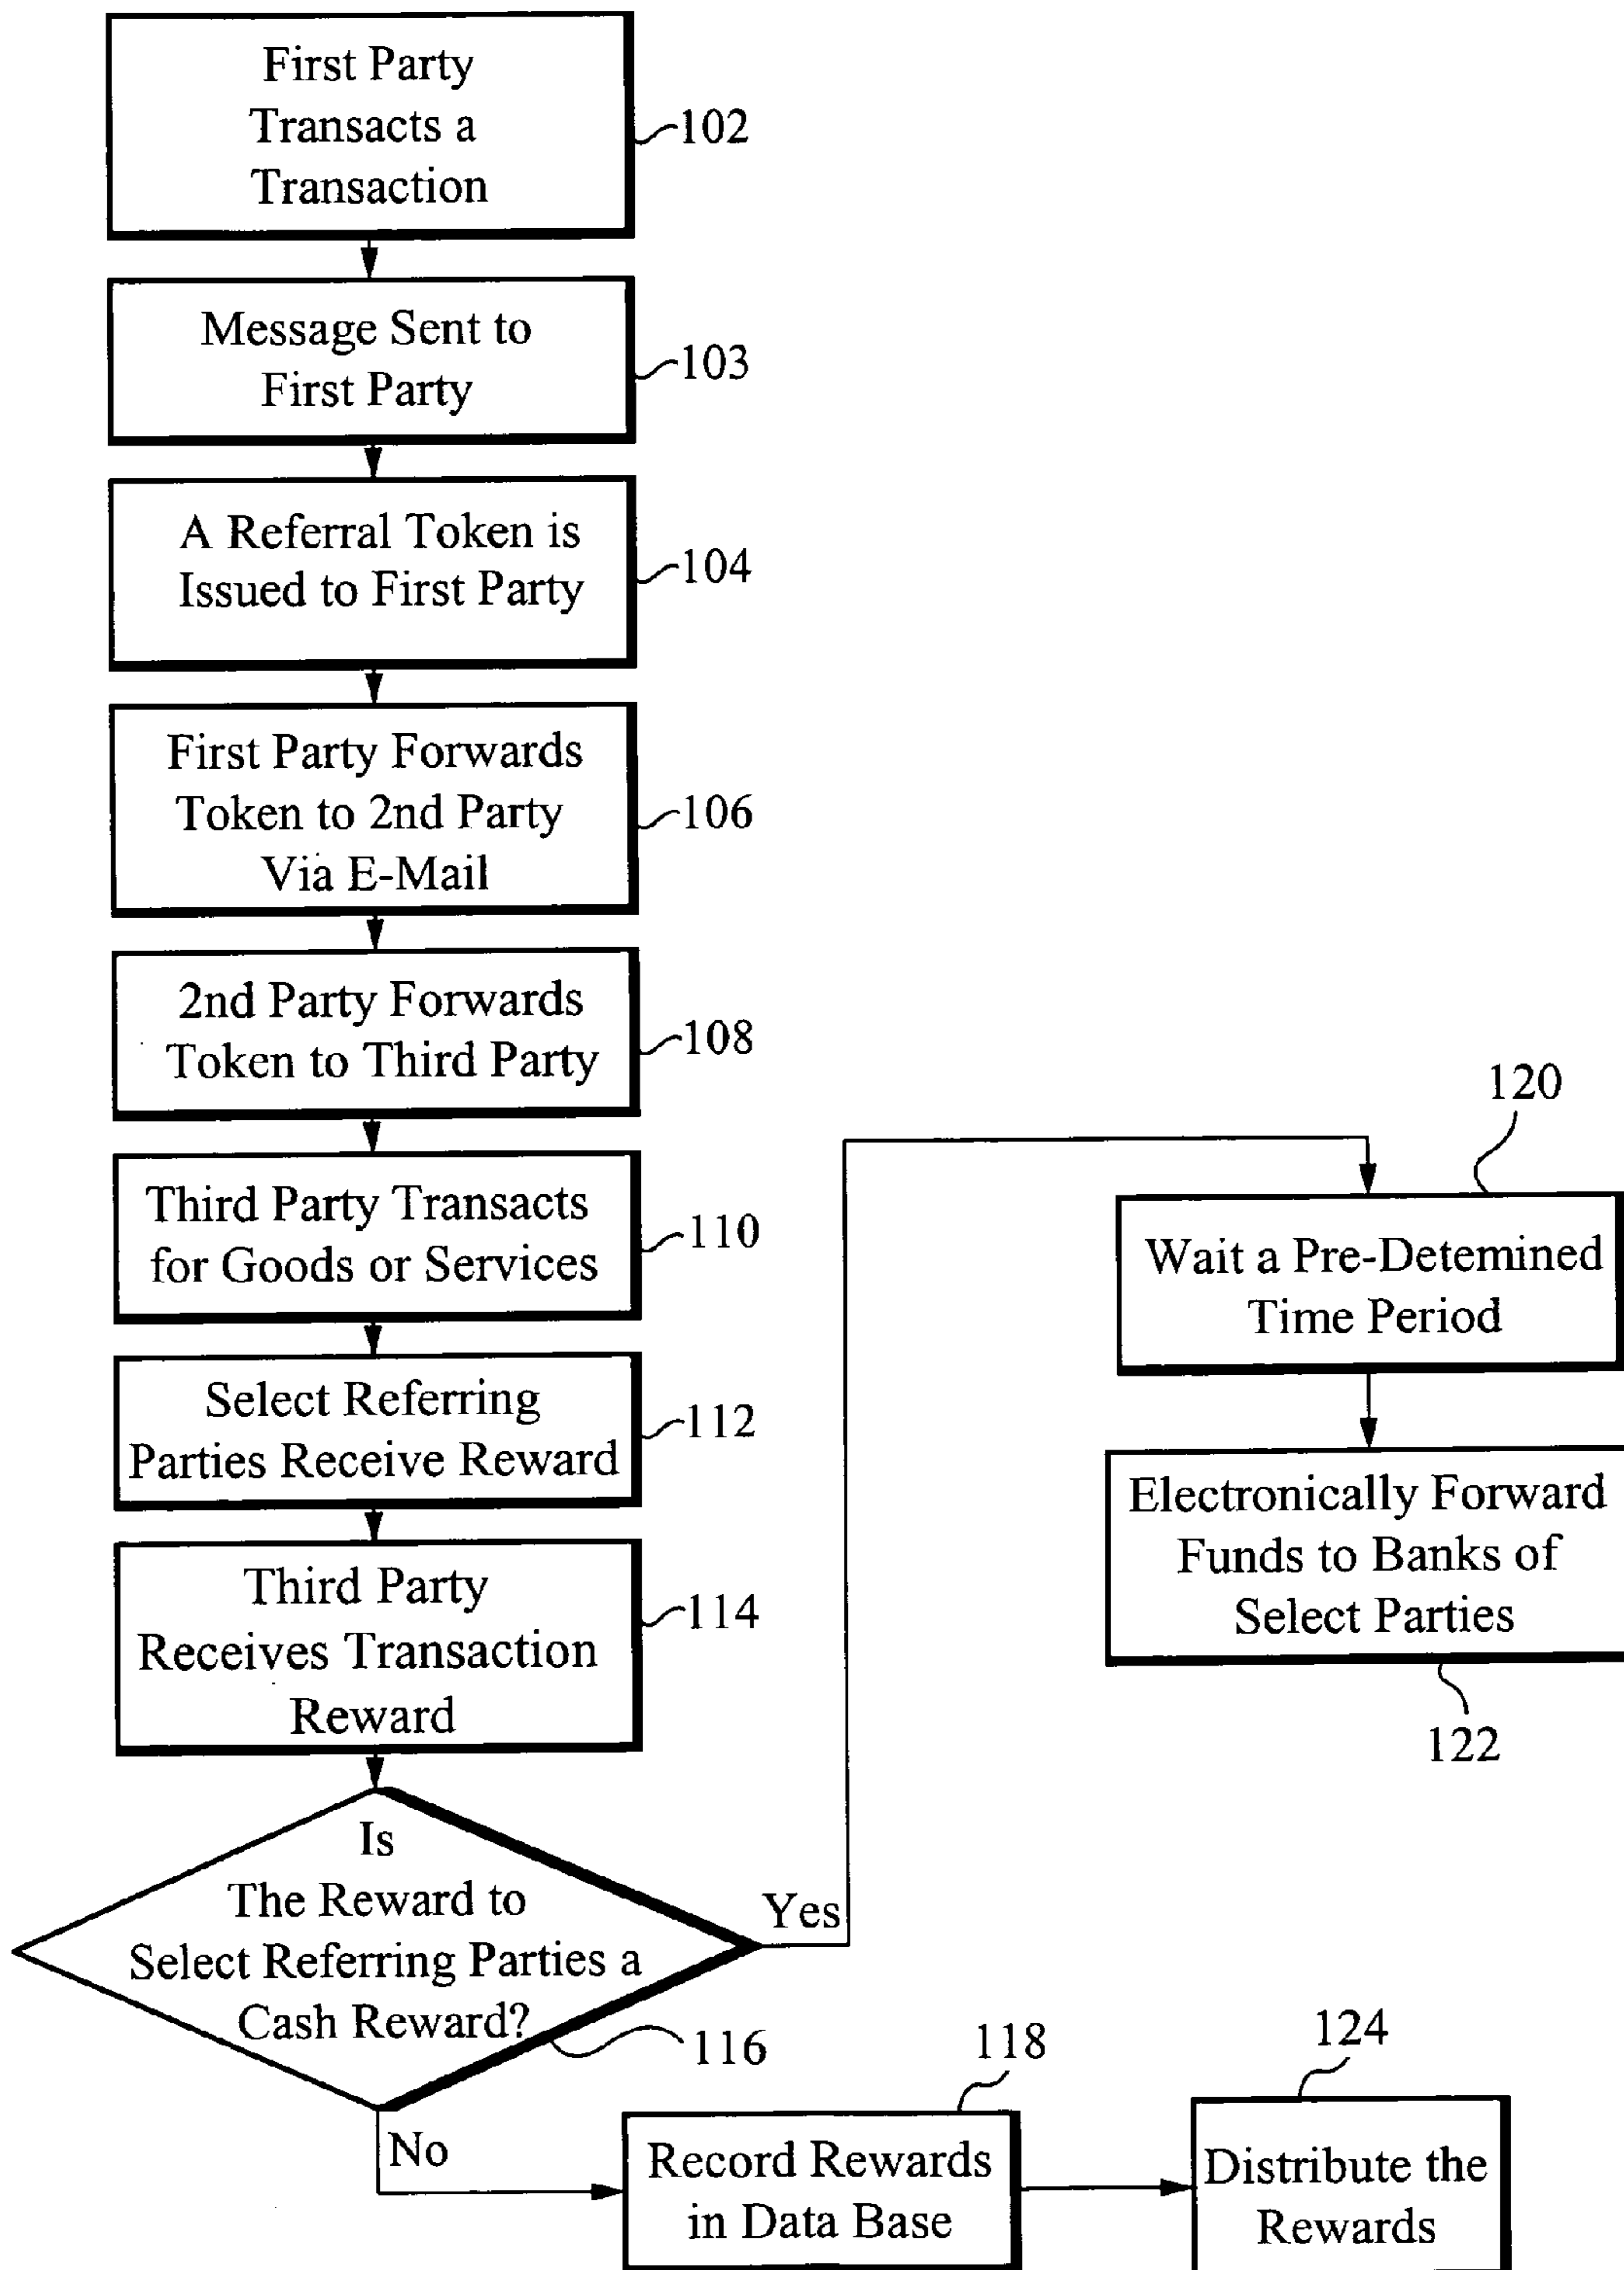 First Party
Transacts a
Transaction
102
Message Sent to
First Party
103
A Referral Token is
Issued to First Party
104
First Party Forwards
Token to 2nd Party
Via E-Mail
106
2nd Party Forwards
Token to Third Party
108
Third Party Transacts
for Goods or Services
110
Select Referring
Parties Receive Reward
112
Third Party
Receives Transaction
Reward
114
Is
The Reward to
Select Referring Parties a
Cash Reward?
116
Yes
No
120
Wait a Pre-Detemined
Time Period
Electronically Forward
Funds to Banks of
Select Parties
122
118
Record Rewards
in Data Base
124
Distribute the
Rewards